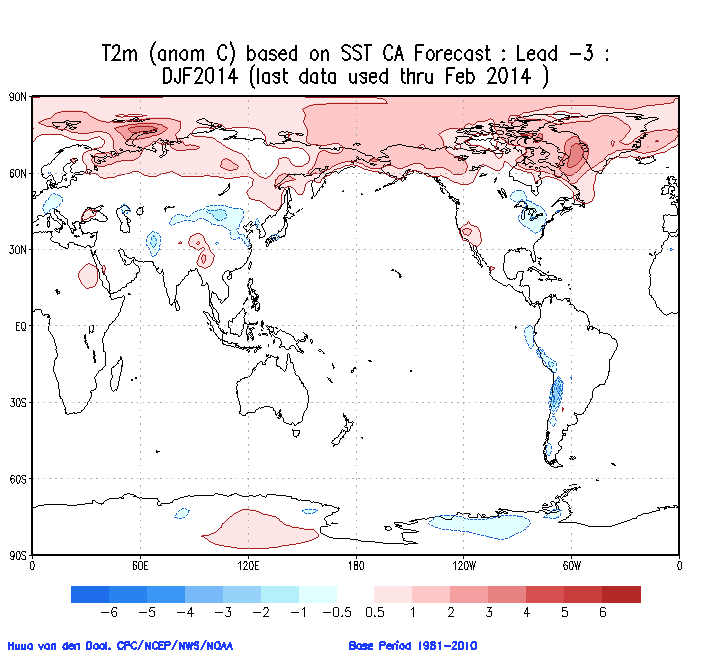 T2m (anom C) based on SST CA Forecast : Lead -3 :
DJF2014 (last data used thru Feb 2014 )
90N
60N
30N
EQ
30S
60S
90S
0 60E 120E 180 120W 60W 0
-6 -5 -4 -3 -2 -1 -0.5 0.5 1 2 3 4 5 6
Huug van den Dool, CPC/NCEP/NWS/NOAA Base Period 1981-2010